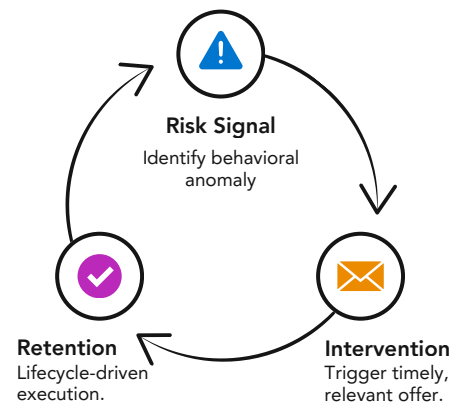 Risk Signal
Identify behavioral
anomaly
Retention
Lifecycle-driven
execution.
Intervention
Trigger timely,
relevant offer.